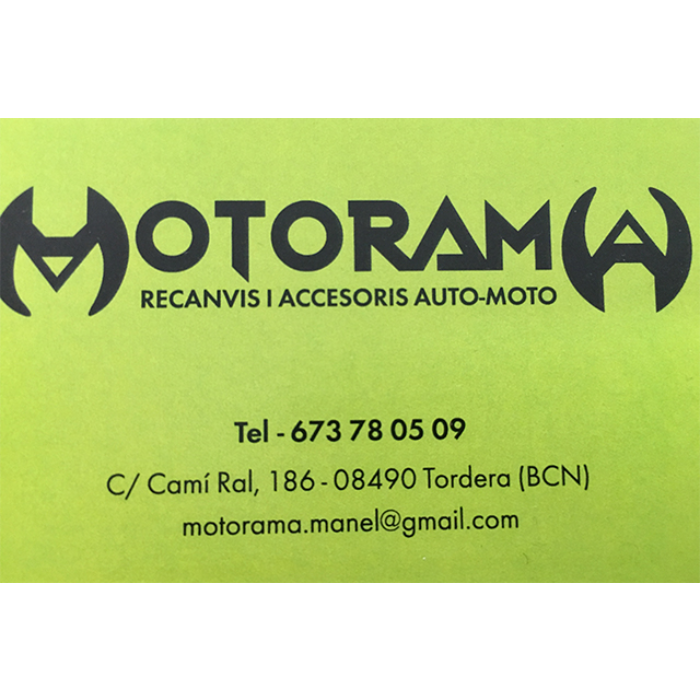 MOTORAMA
RECANVIS I ACCESORIS AUTO-MOTO
Tel - 673 78 05 09
C/ Camí Ral, 186 - 08490 Tordera (BCN)
motorama.manel@gmail.com